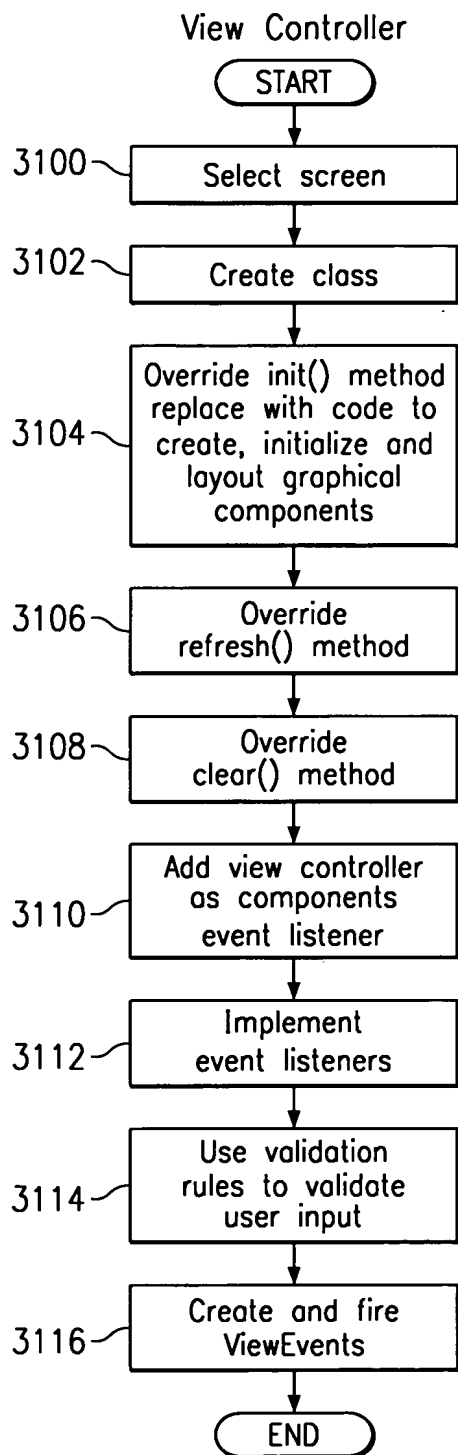 View Controller
START
3100
Select screen
3102
Create class
3104
Override init() method
replace with code to
create, initialize and
layout graphical
components
3106
Override
refresh() method
3108
Override
clear() method
3110
Add view controller
as components
event listener
3112
Implement
event listeners
3114
Use validation
rules to validate
user input
3116
Create and fire
ViewEvents
END